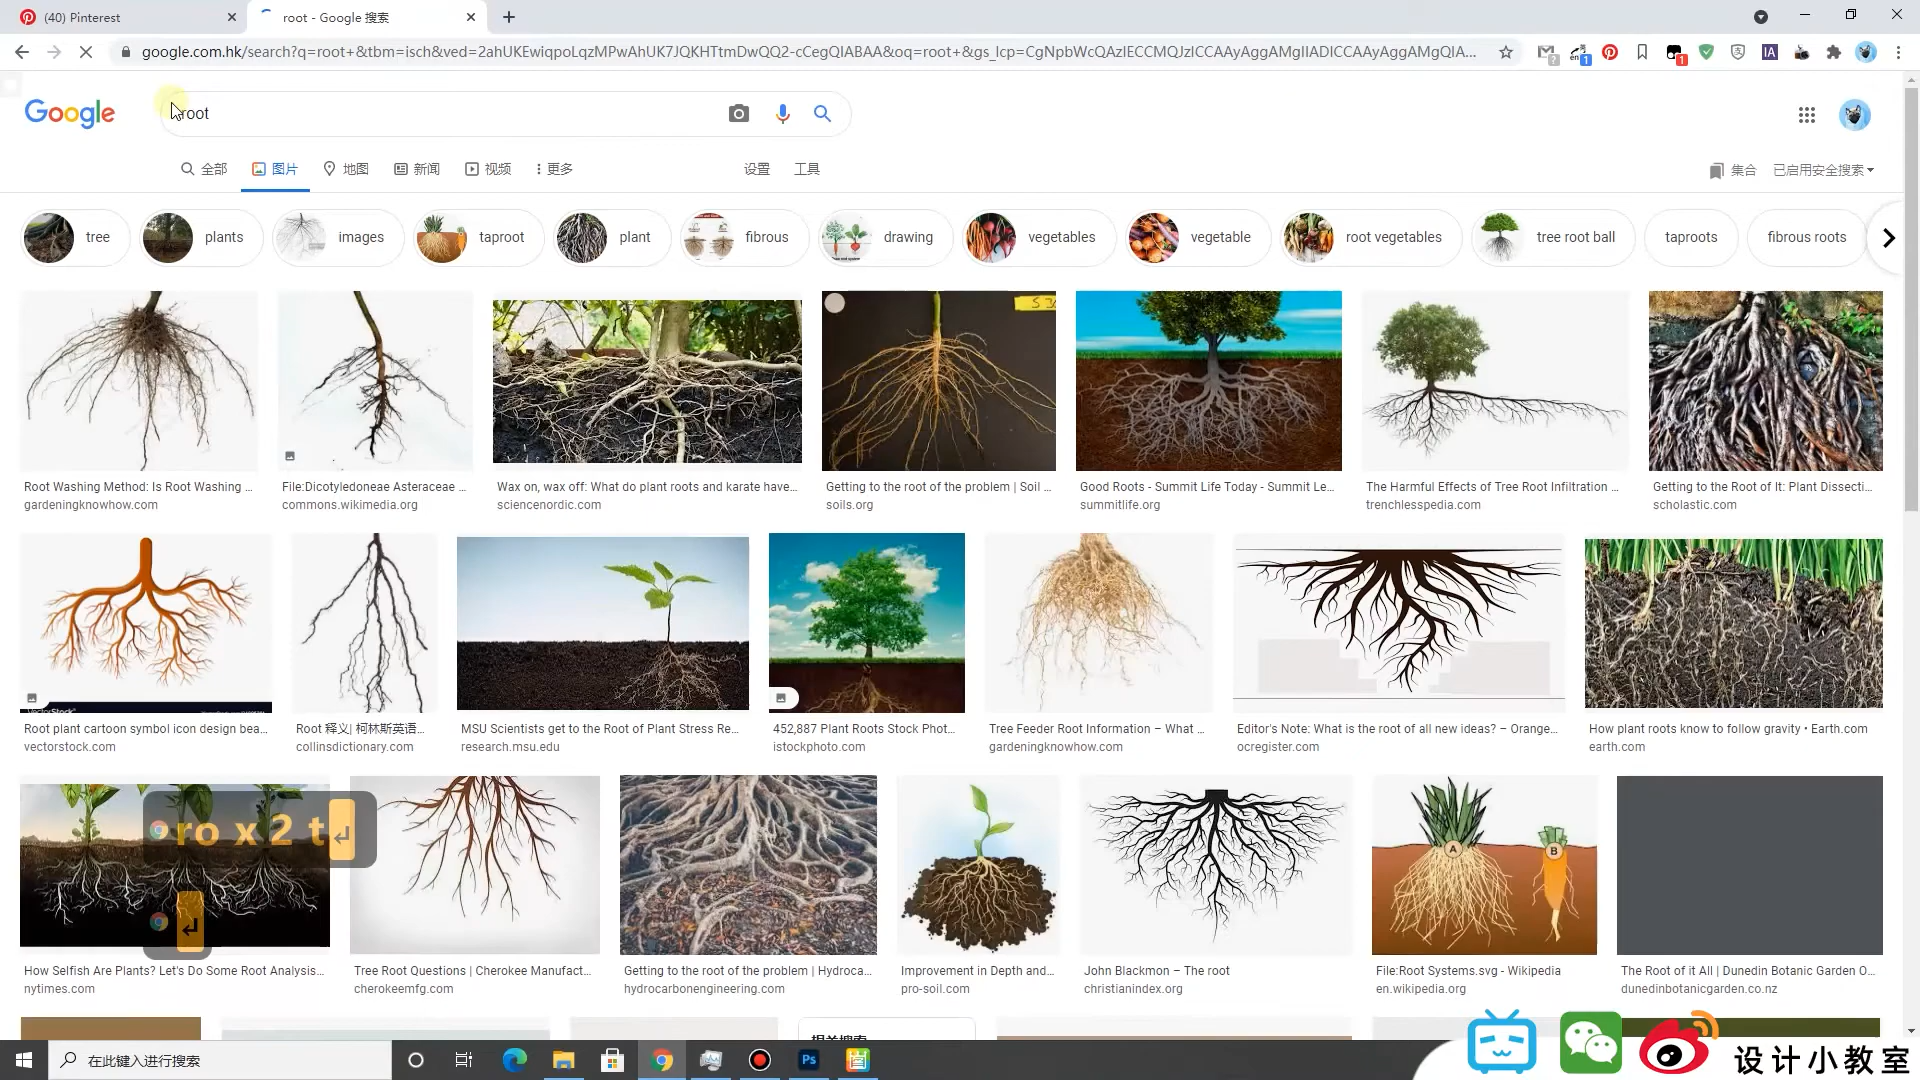 (40) Pinterest
root - Google 搜索
google.com.hk/search?q=root+&tbm=isch&ved=2ahUKEwiqpoLqzMPwAhUK7JQKHTmDwQQ2-cCegQIABAA&oq=root+&gs_lcp=CgNpbWcQAzIECCMQJzICCAAyAggAMgIIADICCAAyAggAMgQIA...
Google
root
全部
图片
地图
新闻
视频
更多
设置
工具
集合
已启用安全搜索
tree
plants
images
taproot
plant
fibrous
drawing
vegetables
vegetable
root vegetables
tree root ball
taproots
fibrous roots
Root Washing Method: Is Root Washing ...
gardeningknowhow.com
File:Dicotyledoneae Asteraceae ...
commons.wikimedia.org
Wax on, wax off: What do plant roots and karate have...
sciencenordic.com
Getting to the root of the problem | Soil ...
soils.org
Good Roots - Summit Life Today - Summit Le...
summitlife.org
The Harmful Effects of Tree Root Infiltration ...
trenchlesspedia.com
Getting to the Root of It: Plant Dissecti...
scholastic.com
Root plant cartoon symbol icon design bea...
vectorstock.com
Root 释义| 柯林斯英语...
collinsdictionary.com
MSU Scientists get to the Root of Plant Stress Re...
research.msu.edu
452,887 Plant Roots Stock Phot...
istockphoto.com
Tree Feeder Root Information – What ...
gardeningknowhow.com
Editor's Note: What is the root of all new ideas? – Orange...
ocregister.com
How plant roots know to follow gravity • Earth.com
earth.com
ro x 2 t
A
B
How Selfish Are Plants? Let's Do Some Root Analysis...
nytimes.com
Tree Root Questions | Cherokee Manufact...
cherokeemfg.com
Getting to the root of the problem | Hydroca...
hydrocarbonengineering.com
Improvement in Depth and...
pro-soil.com
John Blackmon – The root
christianindex.org
File:Root Systems.svg - Wikipedia
en.wikipedia.org
The Root of it All | Dunedin Botanic Garden O...
dunedinbotanicgarden.co.nz
在此键入进行搜索
Ps
设计小教室